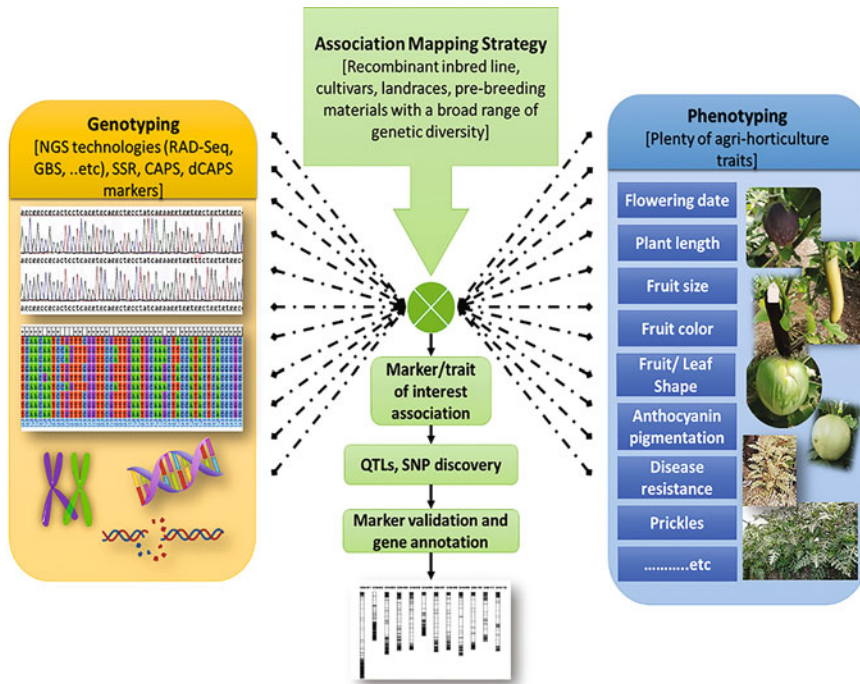 Association Mapping Strategy
[Recombinant inbred line,
cultivars, landraces, pre-breeding
materials with a broad range of
genetic diversity]
Genotyping
[NGS technologies (RAD-Seq,
GBS, ..etc), SSR, CAPS, dCAPS
markers]
Phenotyping
[Plenty of agri-horticulture
traits]
Flowering date
Plant length
Fruit size
Fruit color
Fruit/ Leaf
Shape
Anthocyanin
pigmentation
Disease
resistance
Prickles
...........etc
Marker/trait
of interest
association
QTLs, SNP discovery
Marker validation and
gene annotation